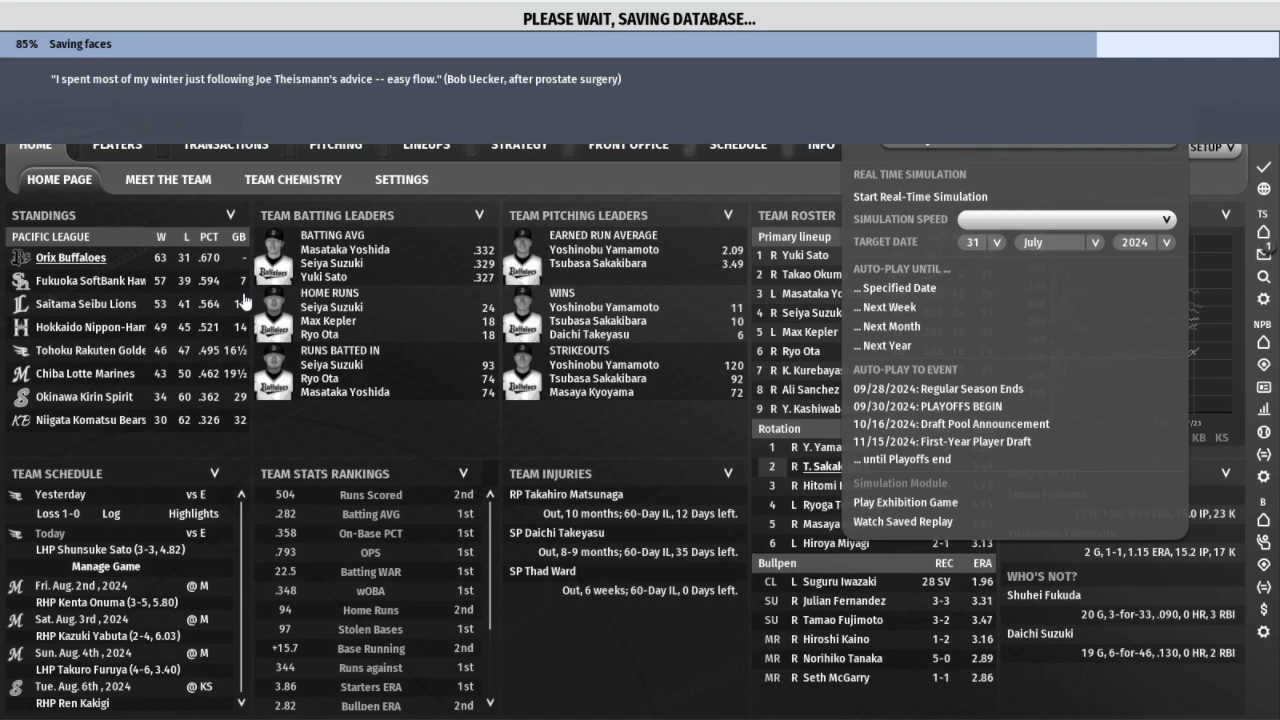 PLEASE WAIT, SAVING DATABASE...
85% Saving faces
"I spent most of my winter just following Joe Theismann's advice -- easy flow." (Bob Uecker, after prostate surgery)
HOME PLAYERS TRANSACTIONS PITCHING LINEUPS STRATEGY FRONT OFFICE SCHEDULE INFO SETUP
HOME PAGE MEET THE TEAM TEAM CHEMISTRY SETTINGS
STANDINGS
PACIFIC LEAGUE W L PCT GB
Orix Buffaloes 63 31 .670 -
Fukuoka SoftBank Haw 57 39 .594 7
Saitama Seibu Lions 53 41 .564
Hokkaido Nippon-Ham 49 45 .521 14
Tohoku Rakuten Golde 46 47 .495 16½
Chiba Lotte Marines 43 50 .462 19½
Okinawa Kirin Spirit 34 60 .362 29
Niigata Komatsu Bears 30 62 .326 32
TEAM BATTING LEADERS
BATTING AVG
Masataka Yoshida .332
Seiya Suzuki .329
Yuki Sato .327
HOME RUNS
Seiya Suzuki 24
Max Kepler 18
Ryo Ota 18
RUNS BATTED IN
Seiya Suzuki 93
Ryo Ota 74
Masataka Yoshida 74
TEAM PITCHING LEADERS
EARNED RUN AVERAGE
Yoshinobu Yamamoto 2.09
Tsubasa Sakakibara 3.49
WINS
Yoshinobu Yamamoto 11
Tsubasa Sakakibara 10
Daichi Takeyasu 6
STRIKEOUTS
Yoshinobu Yamamoto 120
Tsubasa Sakakibara 92
Masaya Kyoyama 72
TEAM ROSTER
Primary lineup
1 R Yuki Sato
2 R Takao Okum
3 L Masataka Yo
4 R Seiya Suzuk
5 L Max Kepler
6 R Ryo Ota
7 R K. Kurebayas
8 R Ali Sanchez
9 R Y. Kashiwab
Rotation
1 R Y. Yama
2 R T. Sakak
3 R Hitomi
4 L Ryoga T
5 R Masaya
6 L Hiroya Miyagi 2-1 3.13
Bullpen REC ERA
CL L Suguru Iwazaki 28 SV 1.96
SU R Julian Fernandez 3-3 3.31
SU R Tamao Fujimoto 3-2 3.47
MR R Hiroshi Kaino 1-2 3.16
MR R Norihiko Tanaka 5-0 2.89
MR R Seth McGarry 1-1 2.86
REAL TIME SIMULATION
Start Real-Time Simulation
SIMULATION SPEED
TARGET DATE 31 July 2024
AUTO-PLAY UNTIL ...
... Specified Date
... Next Week
... Next Month
... Next Year
AUTO-PLAY TO EVENT
09/28/2024: Regular Season Ends
09/30/2024: PLAYOFFS BEGIN
10/16/2024: Draft Pool Announcement
11/15/2024: First-Year Player Draft
... until Playoffs end
Simulation Module
Play Exhibition Game
Watch Saved Replay
KB KS
2 G, 1-1, 1.15 ERA, 15.2 IP, 17 K
WHO'S NOT?
Shuhei Fukuda
20 G, 3-for-33, .090, 0 HR, 3 RBI
Daichi Suzuki
19 G, 6-for-46, .130, 0 HR, 2 RBI
TEAM SCHEDULE
Yesterday vs E
Loss 1-0 Log Highlights
Today vs E
LHP Shunsuke Sato (3-3, 4.82)
Manage Game
Fri. Aug. 2nd, 2024 @ M
RHP Kenta Onuma (3-5, 5.80)
Sat. Aug. 3rd, 2024 @ M
RHP Kazuki Yabuta (2-4, 6.03)
Sun. Aug. 4th, 2024 @ M
LHP Takuro Furuya (4-6, 3.40)
Tue. Aug. 6th, 2024 @ KS
RHP Ren Kakigi
TEAM STATS RANKINGS
504 Runs Scored 2nd
.282 Batting AVG 1st
.358 On-Base PCT 1st
.793 OPS 1st
22.5 Batting WAR 1st
.348 wOBA 1st
94 Home Runs 2nd
97 Stolen Bases 1st
+15.7 Base Running 2nd
344 Runs against 1st
3.86 Starters ERA 1st
2.82 Bullpen ERA 2nd
TEAM INJURIES
RP Takahiro Matsunaga
Out, 10 months; 60-Day IL, 12 Days left.
SP Daichi Takeyasu
Out, 8-9 months; 60-Day IL, 35 Days left.
SP Thad Ward
Out, 6 weeks; 60-Day IL, 0 Days left.
TS
1
NPB
B